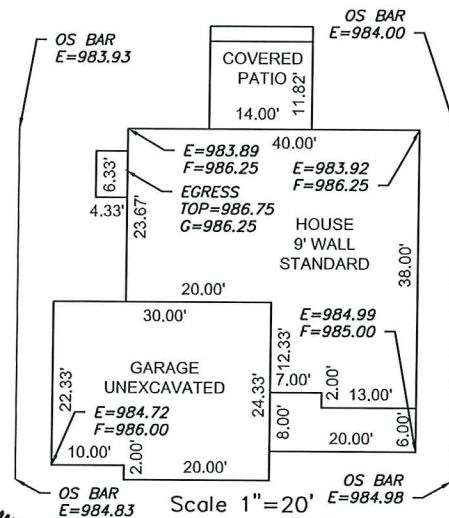 OS BAR
E=984.00
OS BAR
E=983.93
COVERED
PATIO
11.82'
14.00'
40.00'
E=983.89
F=986.25
E=983.92
F=986.25
6.33'
EGRESS
TOP=986.75
G=986.25
4.33'
23.67'
HOUSE
9' WALL
STANDARD
38.00'
20.00'
30.00'
E=984.99
F=985.00
12.33'
GARAGE
UNEXCAVATED
22.33'
24.33'
7.00'
2.00'
13.00'
E=984.72
F=986.00
8.00'
20.00'
6.00'
10.00'
2.00'
20.00'
OS BAR
E=984.83
Scale 1"=20'
OS BAR
E=984.98